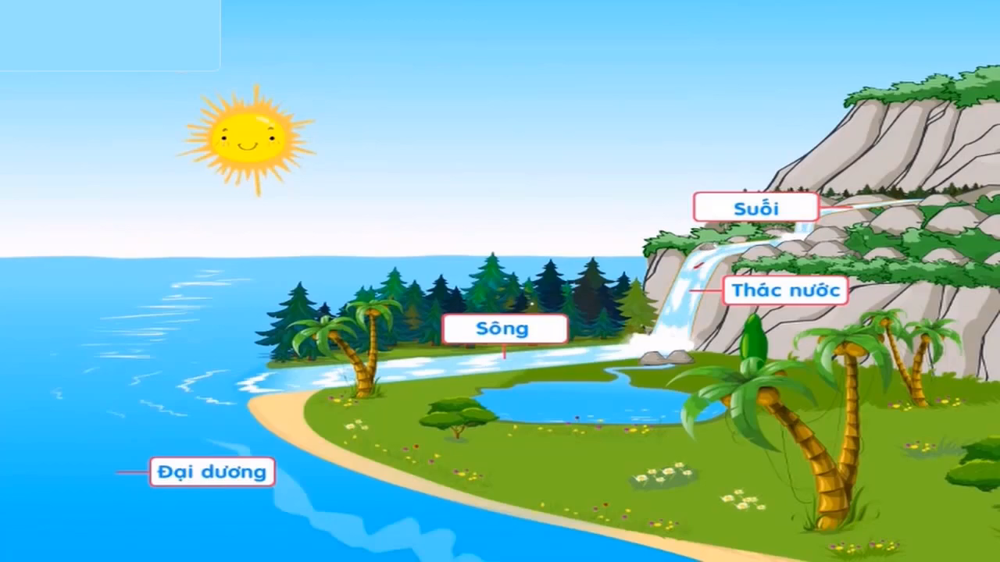 Suối
Thác nước
Sông
Đại dương